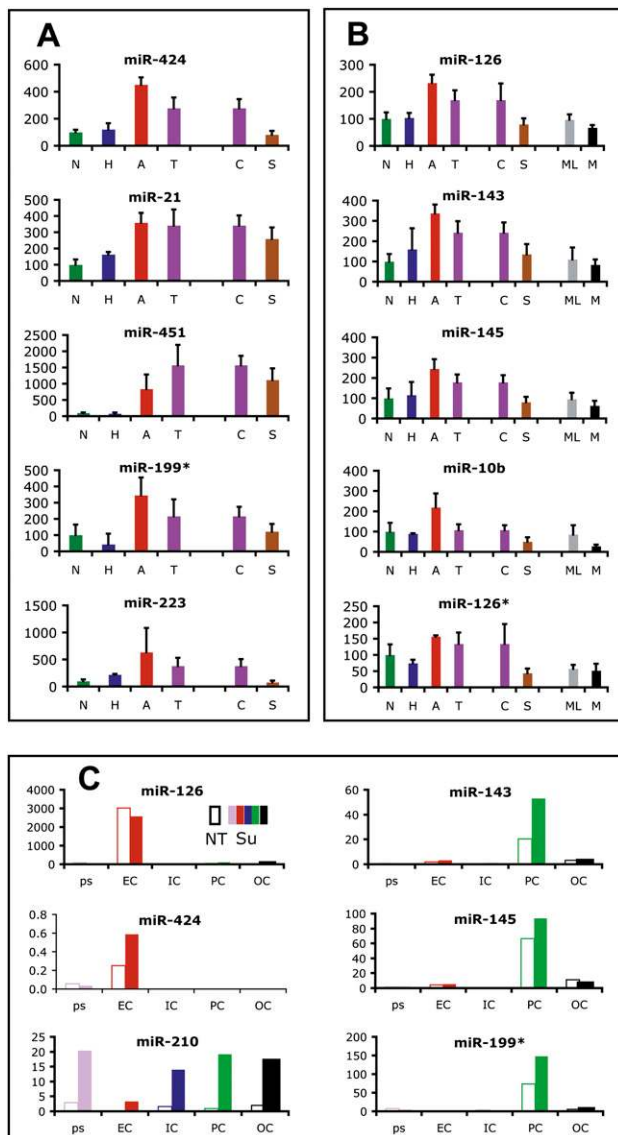 A
miR-424
600
400
200
0
N H A T C S
miR-21
500
400
300
200
100
0
N H A T C S
miR-451
2500
2000
1500
1000
500
0
N H A T C S
miR-199*
500
400
300
200
100
0
N H A T C S
miR-223
1500
1000
500
0
N H A T C S
B
miR-126
300
200
100
0
N H A T C S ML M
miR-143
400
300
200
100
0
N H A T C S ML M
miR-145
400
300
200
100
0
N H A T C S ML M
miR-10b
400
300
200
100
0
N H A T C S ML M
miR-126*
250
200
150
100
50
0
N H A T C S ML M
C
miR-126
4000
3000
2000
1000
0
NT Su
ps EC IC PC OC
miR-424
0.8
0.6
0.4
0.2
0.0
ps EC IC PC OC
miR-210
25
20
15
10
5
0
ps EC IC PC OC
miR-143
60
40
20
0
ps EC IC PC OC
miR-145
100
80
60
40
20
0
ps EC IC PC OC
miR-199*
200
150
100
50
0
ps EC IC PC OC